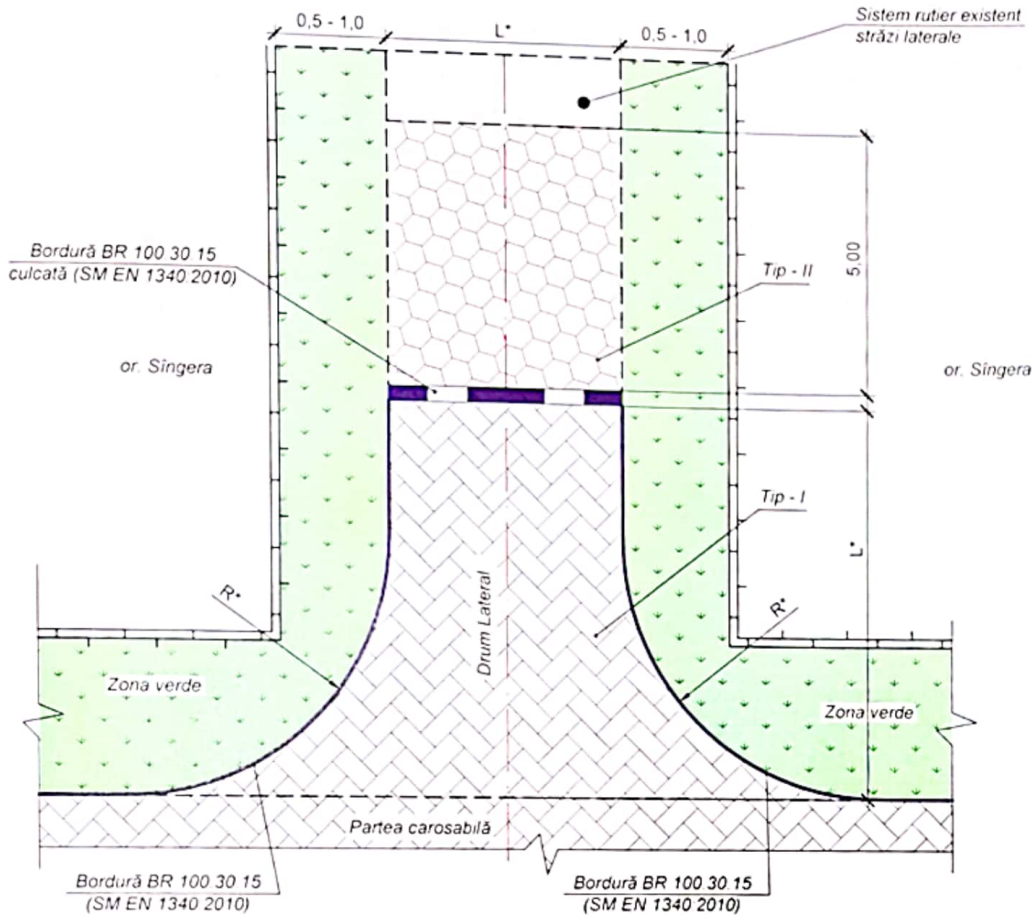 0,5 - 1,0
L*
0,5 - 1,0
Sistem rutier existent
străzi laterale
Bordură BR 100 30.15
culcată (SM EN 1340 2010)
Tip - II
5,00
or. Sîngera
or. Sîngera
Tip - I
L*
R*
Drum Lateral
R*
Zona verde
Zona verde
Partea carosabilă
Bordură BR 100.30.15
(SM EN 1340 2010)
Bordură BR 100.30.15
(SM EN 1340 2010)